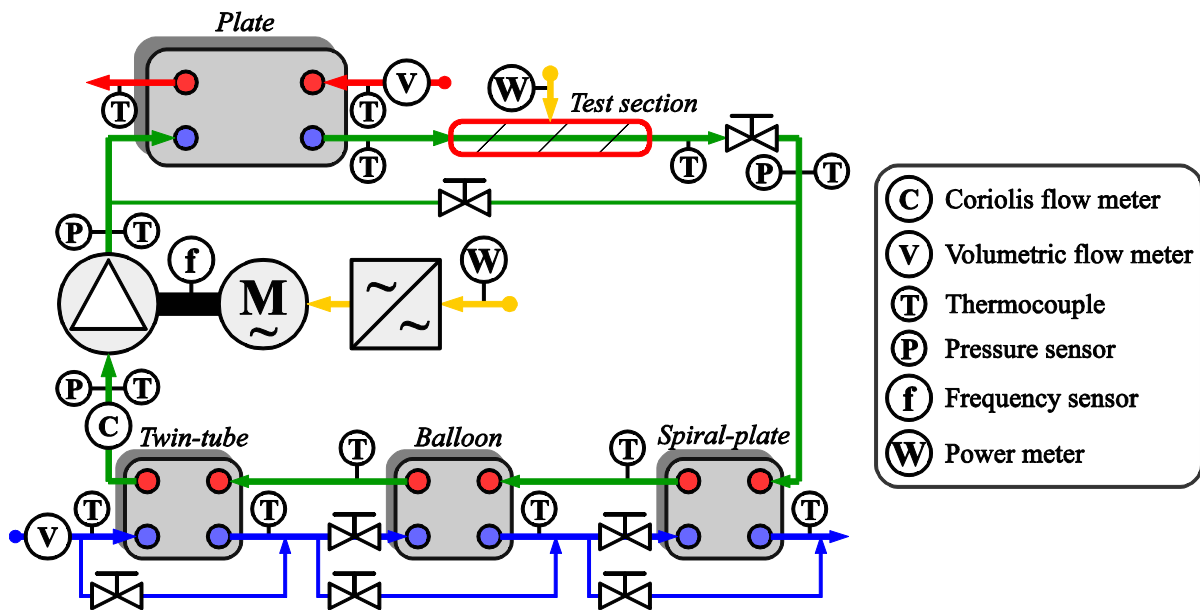 Plate
V
T
T
W
Test section
T
T
P
T
P
T
f
M
~
~
~
W
P
T
C
Twin-tube
T
Balloon
T
Spiral-plate
V
T
T
T
T
C Coriolis flow meter
V Volumetric flow meter
T Thermocouple
P Pressure sensor
f Frequency sensor
W Power meter